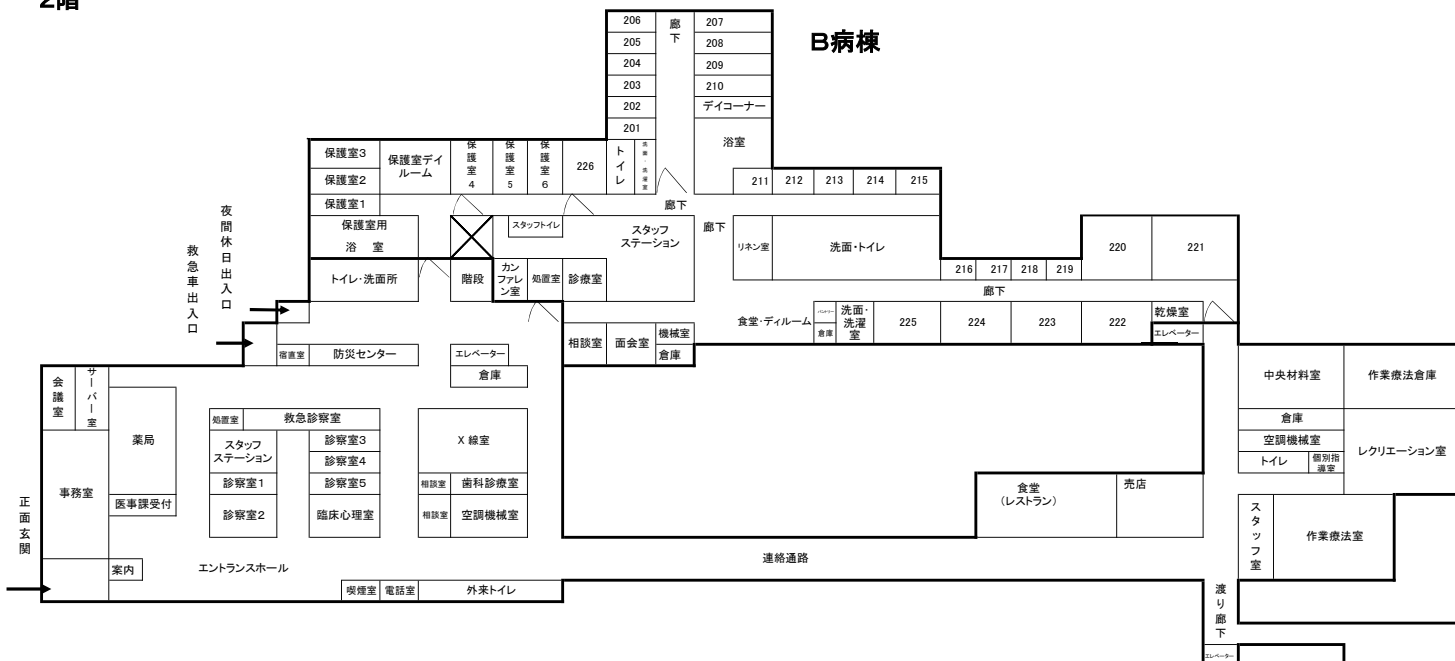 2階
B病棟
206
廊下
207
205
208
204
209
203
210
202
デイコーナー
201
浴室
保護室3
保護室デイ
ルーム
保護室4
保護室5
保護室6
226
トイレ
洗面・洗濯室
保護室2
211
212
213
214
215
保護室1
廊下
保護室用
浴 室
スタッフトイレ
スタッフ
ステーション
廊下
リネン室
洗面・トイレ
220
221
216
217
218
219
トイレ・洗面所
階段
カン
ファレ
ン室
処置室
診療室
廊下
夜間休日出入口
救急車出入口
食堂・ディルーム
パントリー
倉庫
洗面・
洗濯
室
225
224
223
222
乾燥室
エレベーター
相談室
面会室
機械室
倉庫
宿直室
防災センター
エレベーター
倉庫
会議室
サーバー室
中央材料室
作業療法倉庫
薬局
処置室
救急診察室
スタッフ
ステーション
診察室3
X 線室
倉庫
空調機械室
レクリエーション室
診察室4
トイレ
個別指
導室
診察室1
診察室5
相談室
歯科診療室
事務室
医事課受付
診察室2
臨床心理室
相談室
空調機械室
食堂
(レストラン)
売店
正面玄関
スタッフ室
作業療法室
連絡通路
案内
エントランスホール
喫煙室
電話室
外来トイレ
渡り廊下
エレベーター